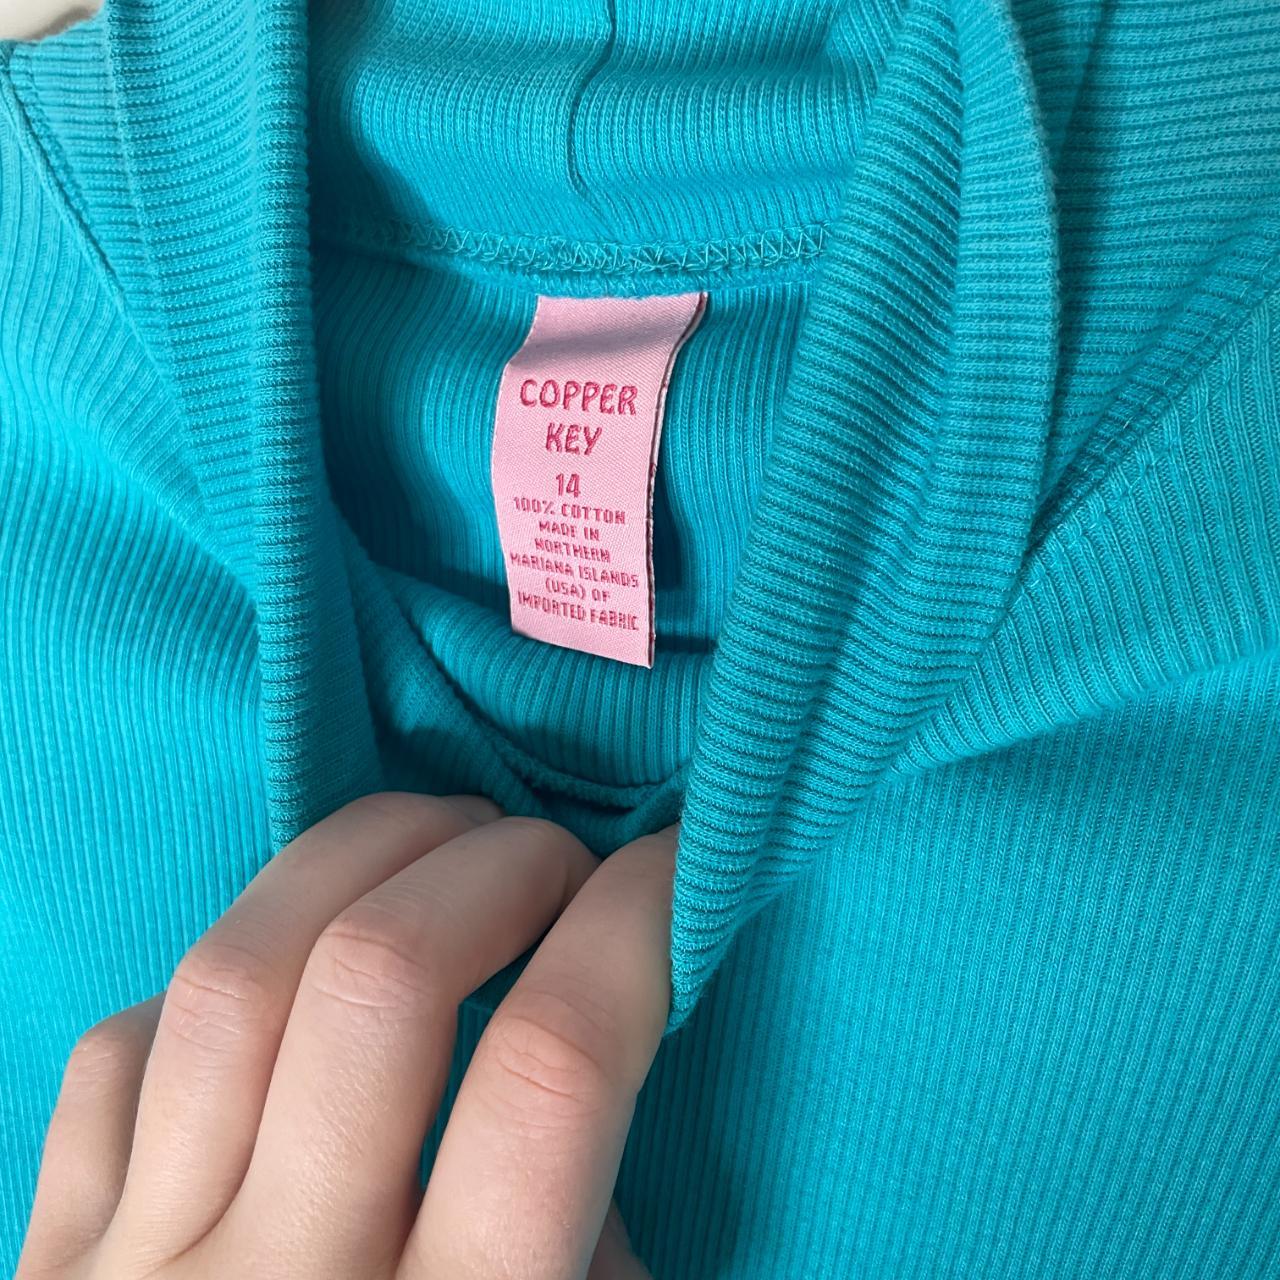 COPPER
KEY
14
100% COTTON
MADE IN
NORTHERN
MARIANA ISLANDS
(USA) OF
IMPORTED FABRIC